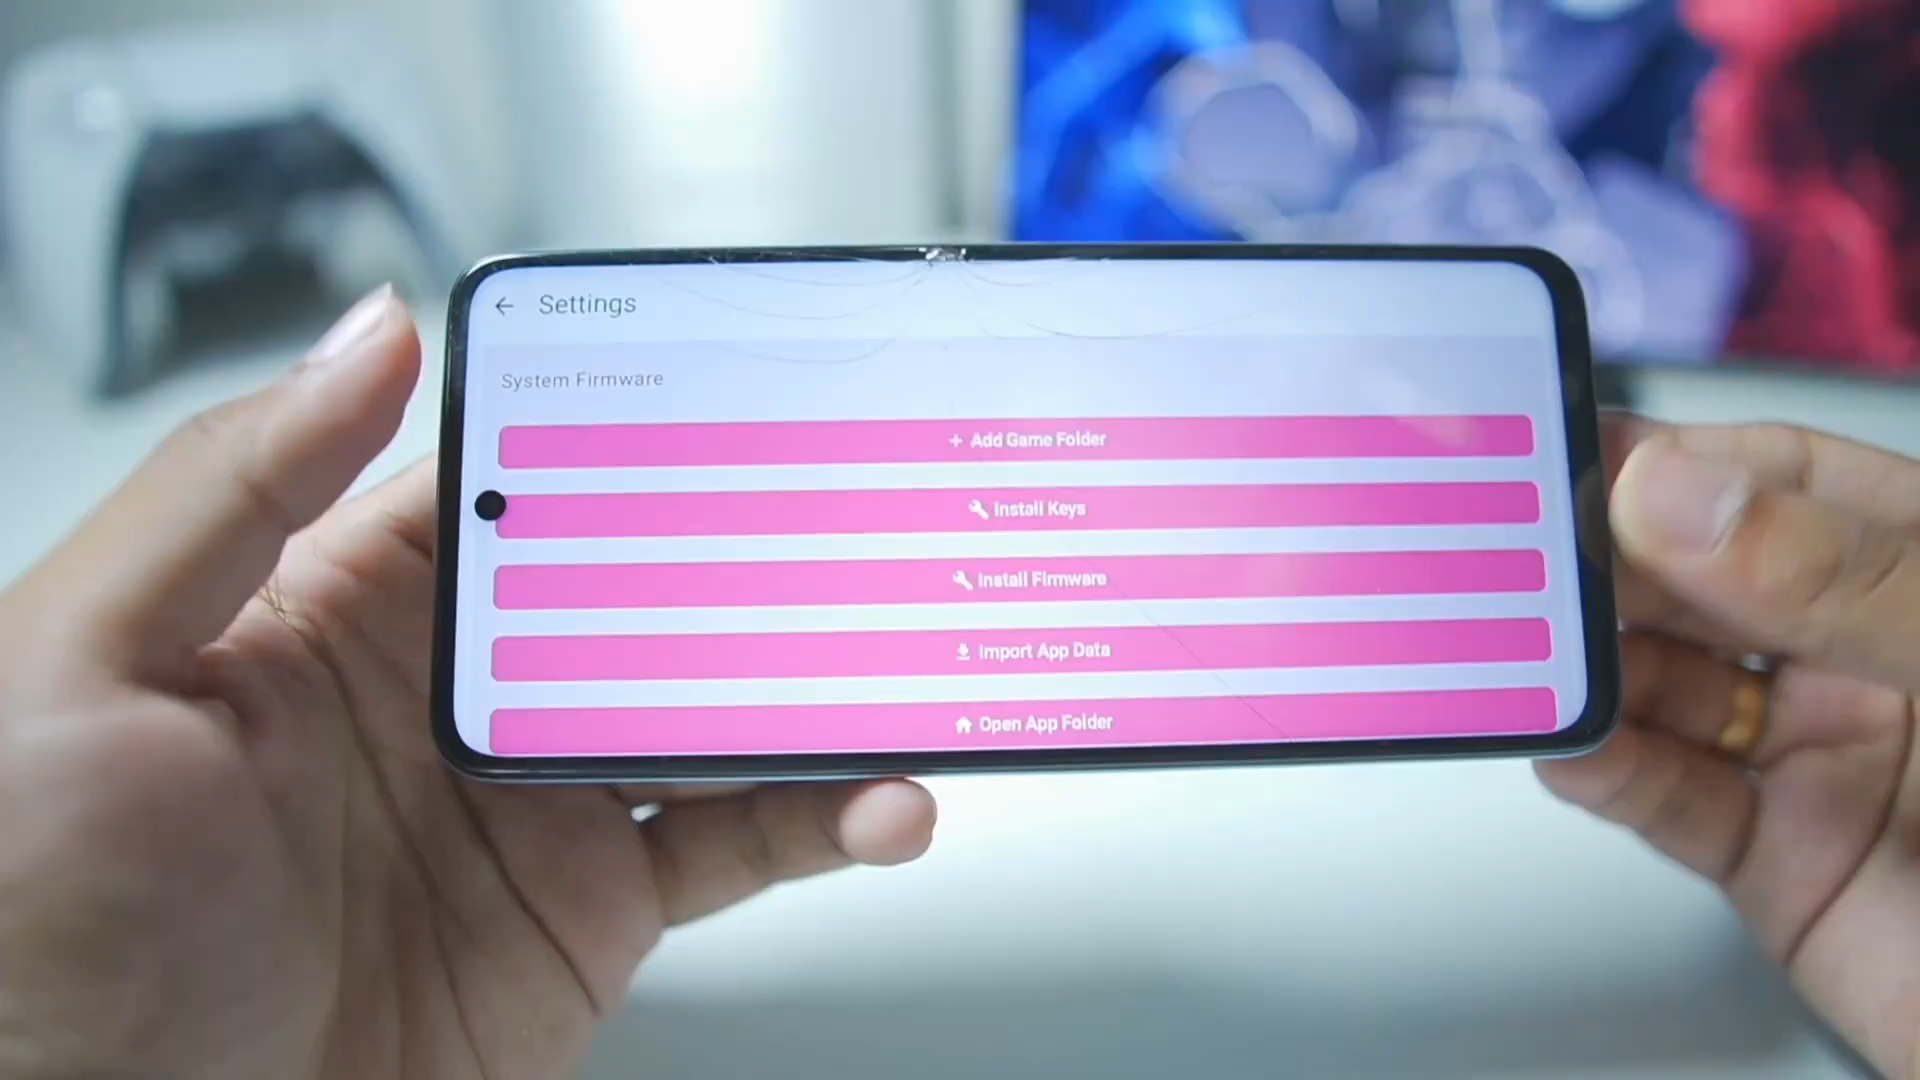 Settings
System Firmware
+ Add Game Folder
Install Keys
Install Firmware
Import App Data
Open App Folder